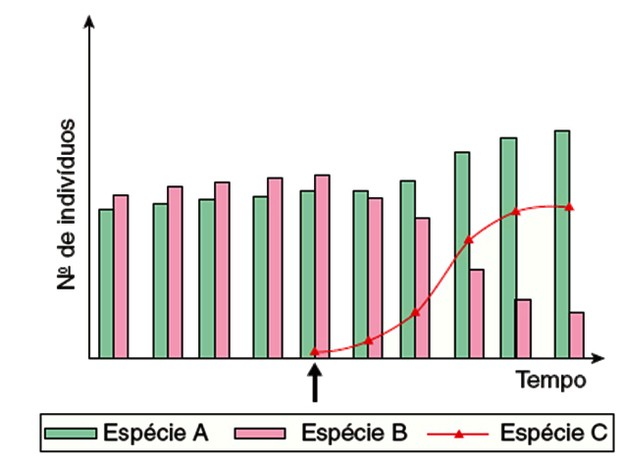 Nº de indivíduos
Tempo
Espécie A Espécie B Espécie C